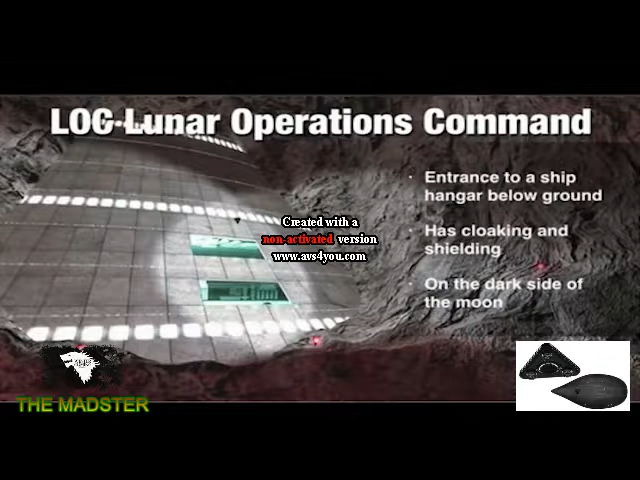 LOC Lunar Operations Command
· Entrance to a ship
hangar below ground
· Has cloaking and
shielding
· On the dark side of
the moon
Created with a
non-activated version
www.avs4you.com
THE MADSTER